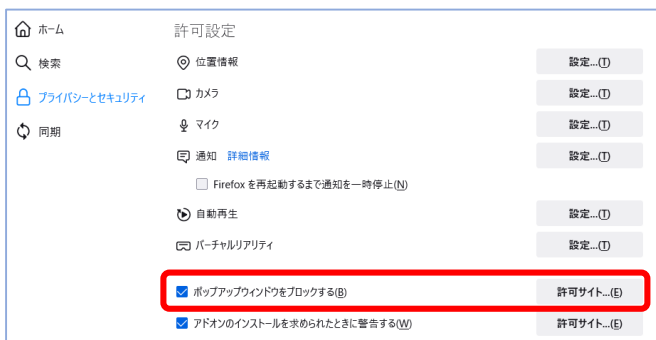 ホーム
検索
プライバシーとセキュリティ
同期
許可設定
位置情報 設定...(T)
カメラ 設定...(T)
マイク 設定...(T)
通知 詳細情報 設定...(T)
Firefox を再起動するまで通知を一時停止(N)
自動再生 設定...(T)
バーチャルリアリティ 設定...(T)
ポップアップウィンドウをブロックする(B) 許可サイト...(E)
アドオンのインストールを求められたときに警告する(W) 許可サイト...(E)